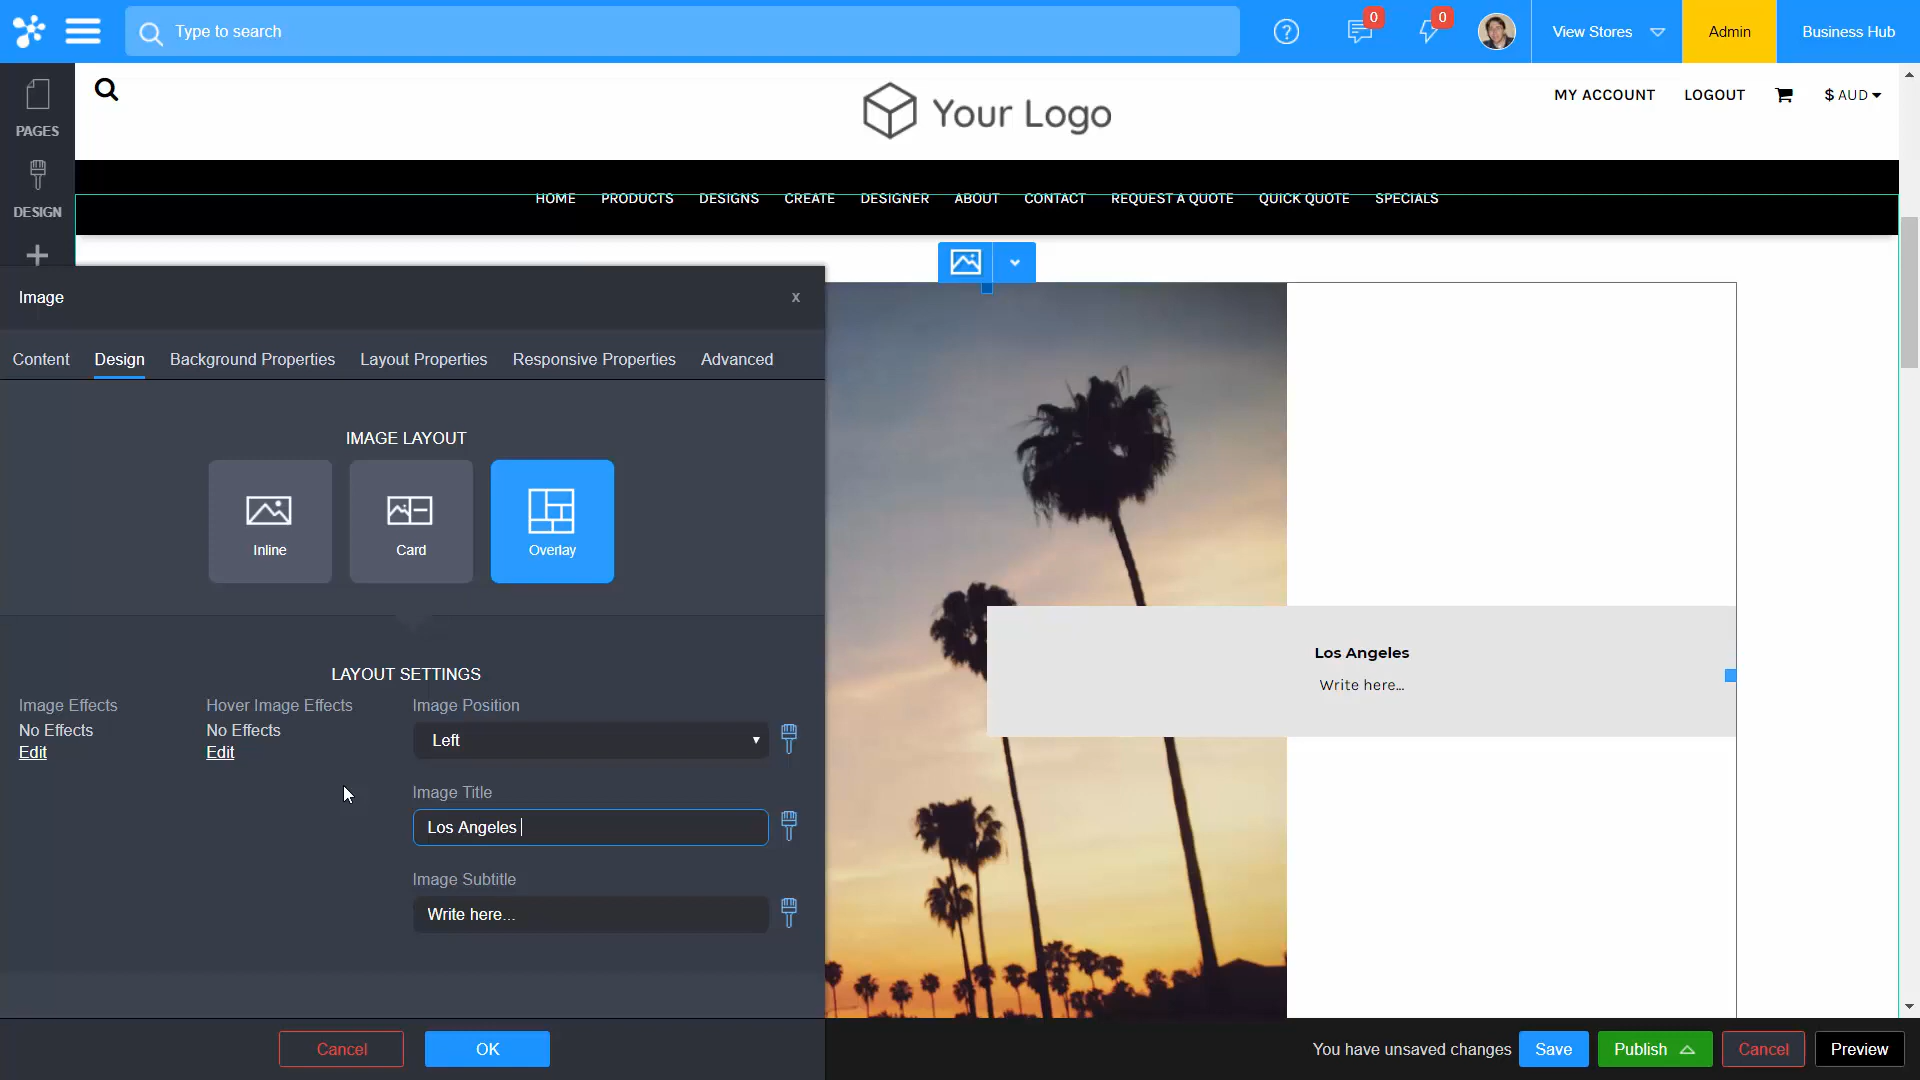 Type to search
0
0
View Stores
Admin
Business Hub
PAGES
DESIGN
Your Logo
MY ACCOUNT
LOGOUT
$ AUD
HOME
PRODUCTS
DESIGNS
CREATE
DESIGNER
ABOUT
CONTACT
REQUEST A QUOTE
QUICK QUOTE
SPECIALS
Image
x
Content
Design
Background Properties
Layout Properties
Responsive Properties
Advanced
IMAGE LAYOUT
Inline
Card
Overlay
LAYOUT SETTINGS
Image Effects
No Effects
Edit
Hover Image Effects
No Effects
Edit
Image Position
Left
Image Title
Los Angeles
Image Subtitle
Write here...
Los Angeles
Write here...
Cancel
OK
You have unsaved changes
Save
Publish
Cancel
Preview